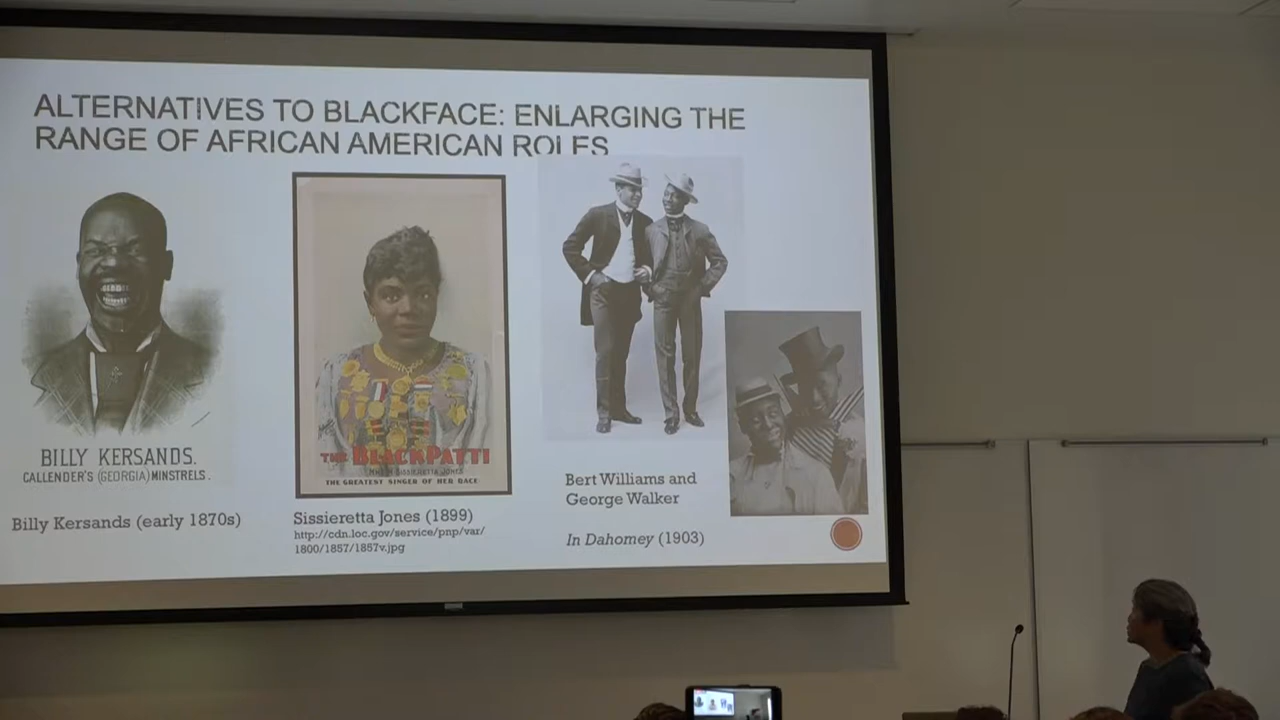 ALTERNATIVES TO BLACKFACE: ENLARGING THE
RANGE OF AFRICAN AMERICAN ROLES
BILLY KERSANDS.
CALLENDER'S (GEORGIA) MINSTRELS.
Billy Kersands (early 1870s)
THE BLACK PATTI
MME M. SISSIERETTA JONES
THE GREATEST SINGER OF HER RACE
Sissieretta Jones (1899)
http://cdn.loc.gov/service/pnp/var/
1800/1857/1857v.jpg
Bert Williams and
George Walker
In Dahomey (1903)